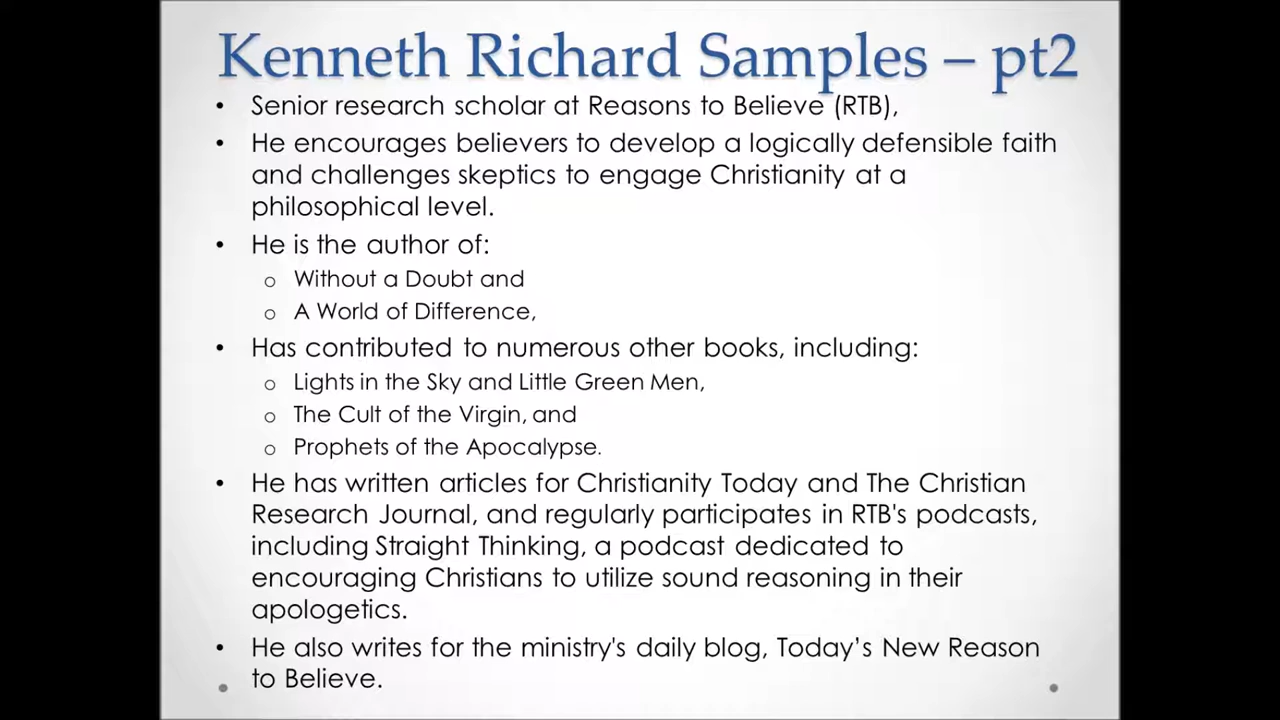 Kenneth Richard Samples – pt2
• Senior research scholar at Reasons to Believe (RTB),
• He encourages believers to develop a logically defensible faith
and challenges skeptics to engage Christianity at a
philosophical level.
• He is the author of:
o Without a Doubt and
o A World of Difference,
• Has contributed to numerous other books, including:
o Lights in the Sky and Little Green Men,
o The Cult of the Virgin, and
o Prophets of the Apocalypse.
• He has written articles for Christianity Today and The Christian
Research Journal, and regularly participates in RTB's podcasts,
including Straight Thinking, a podcast dedicated to
encouraging Christians to utilize sound reasoning in their
apologetics.
• He also writes for the ministry's daily blog, Today’s New Reason
to Believe.